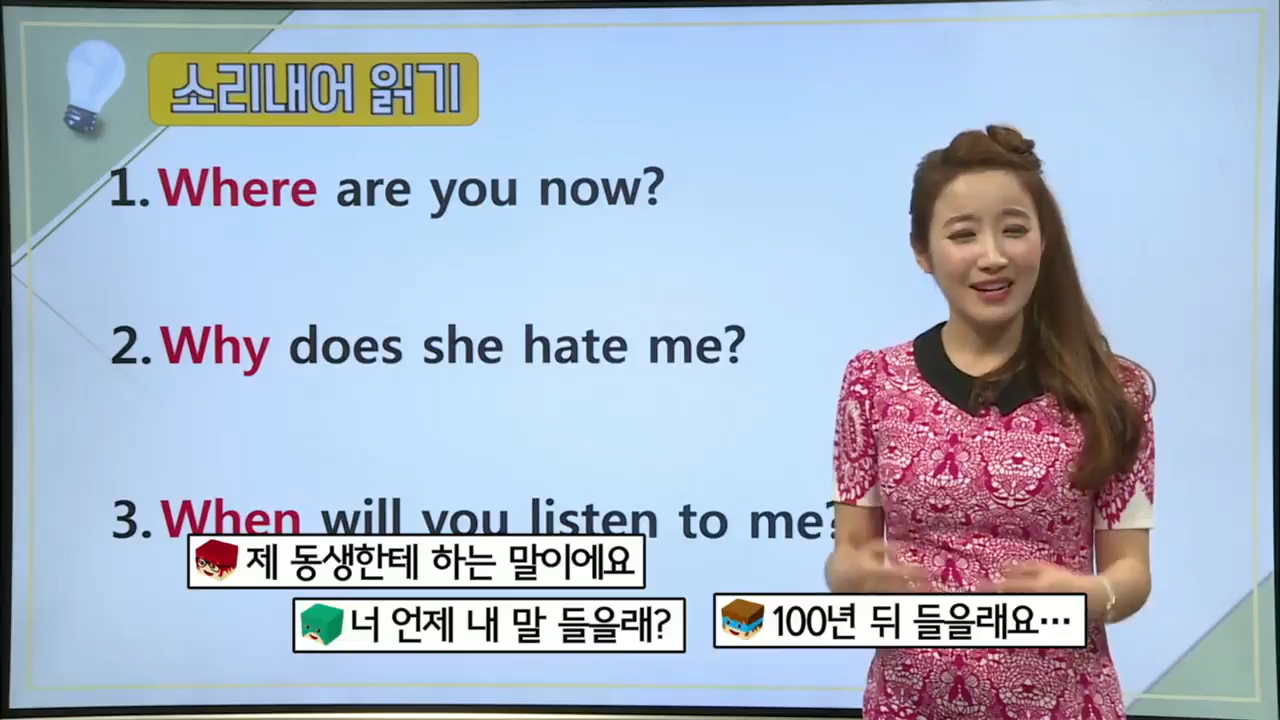 소리내어 읽기
1. Where are you now?
2. Why does she hate me?
3. When will you listen to me?
제 동생한테 하는 말이에요
너 언제 내 말 들을래?
100년 뒤 들을래요…